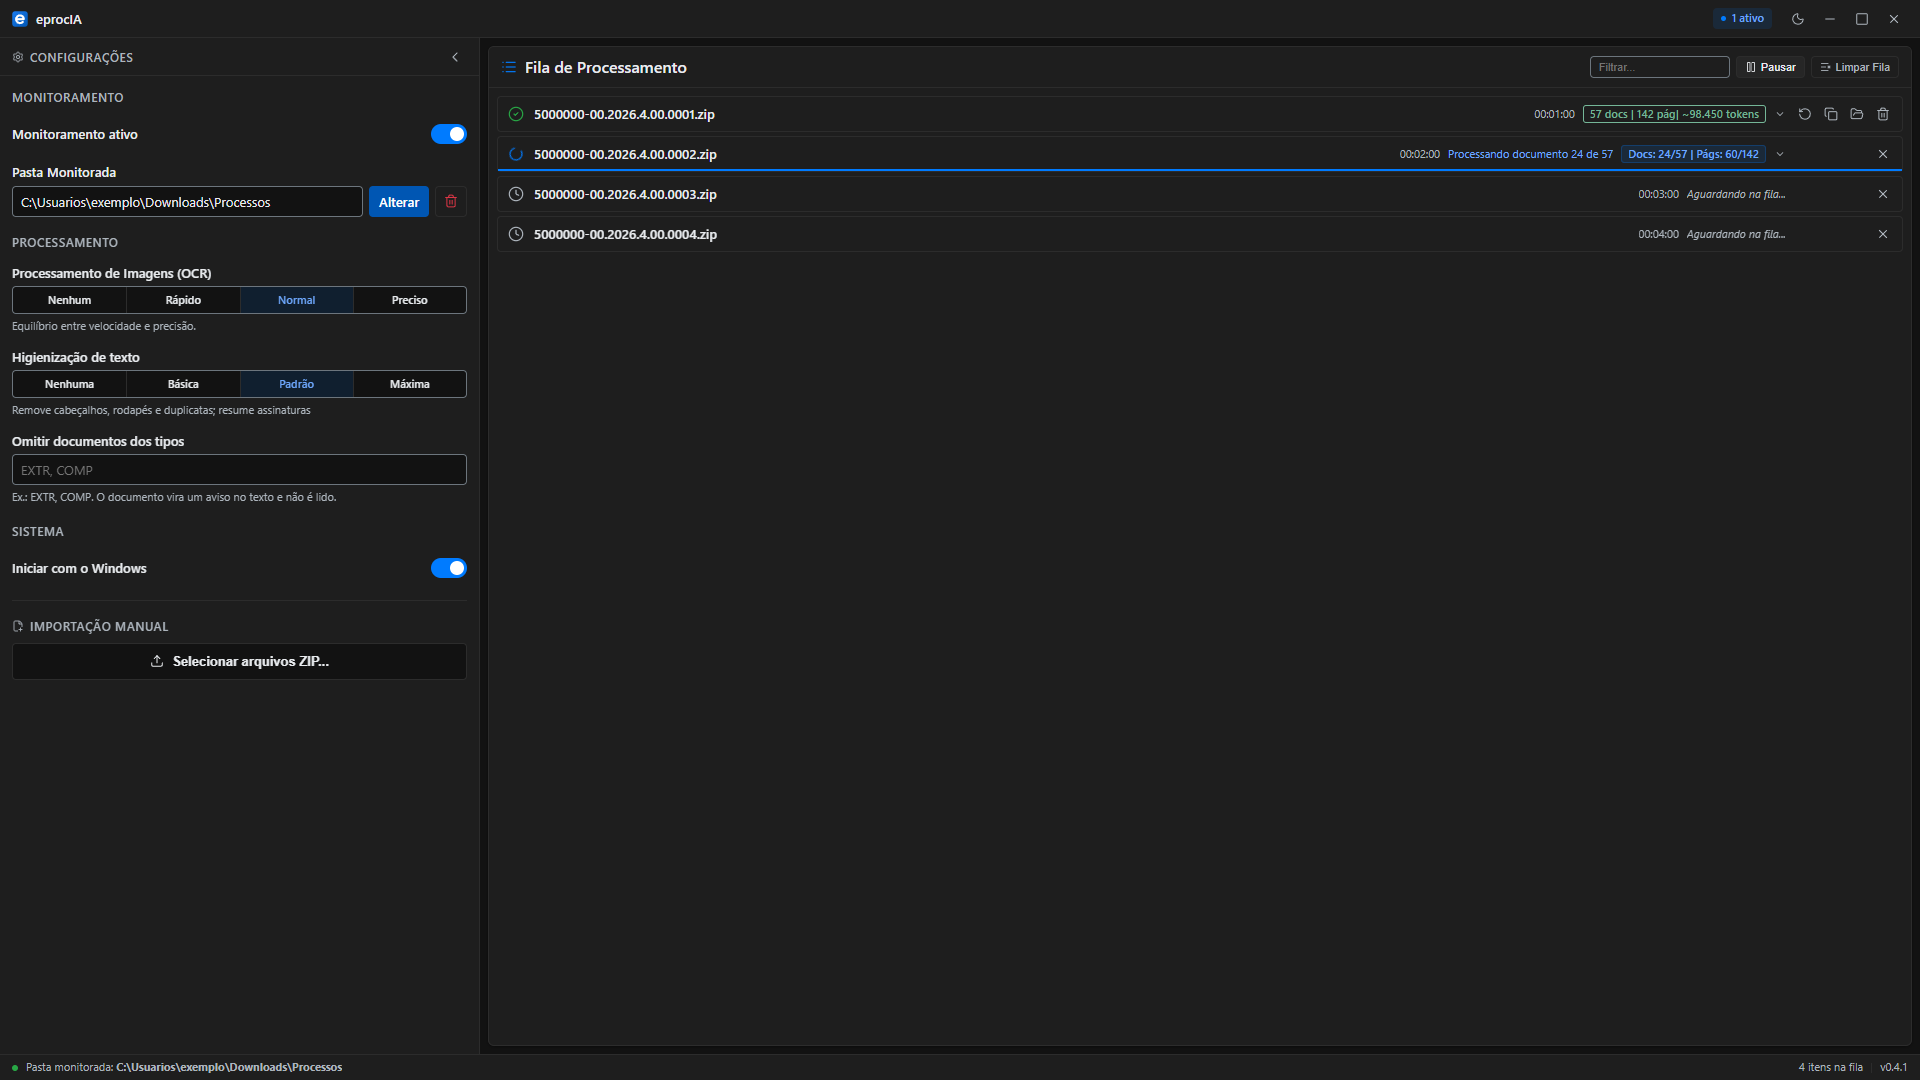 eprocIA
1 ativo
CONFIGURAÇÕES
MONITORAMENTO
Monitoramento ativo
Pasta Monitorada
C:\Usuarios\exemplo\Downloads\Processos
Alterar
PROCESSAMENTO
Processamento de Imagens (OCR)
Nenhum Rápido Normal Preciso
Equilíbrio entre velocidade e precisão.
Higienização de texto
Nenhuma Básica Padrão Máxima
Remove cabeçalhos, rodapés e duplicatas; resume assinaturas
Omitir documentos dos tipos
EXTR, COMP
Ex.: EXTR, COMP. O documento vira um aviso no texto e não é lido.
SISTEMA
Iniciar com o Windows
IMPORTAÇÃO MANUAL
Selecionar arquivos ZIP...
Fila de Processamento
Filtrar...
Pausar
Limpar Fila
5000000-00.2026.4.00.0001.zip 00:01:00 57 docs | 142 pág| ~98.450 tokens
5000000-00.2026.4.00.0002.zip 00:02:00 Processando documento 24 de 57 Docs: 24/57 | Págs: 60/142
5000000-00.2026.4.00.0003.zip 00:03:00 Aguardando na fila...
5000000-00.2026.4.00.0004.zip 00:04:00 Aguardando na fila...
Pasta monitorada: C:\Usuarios\exemplo\Downloads\Processos
4 itens na fila
v0.4.1